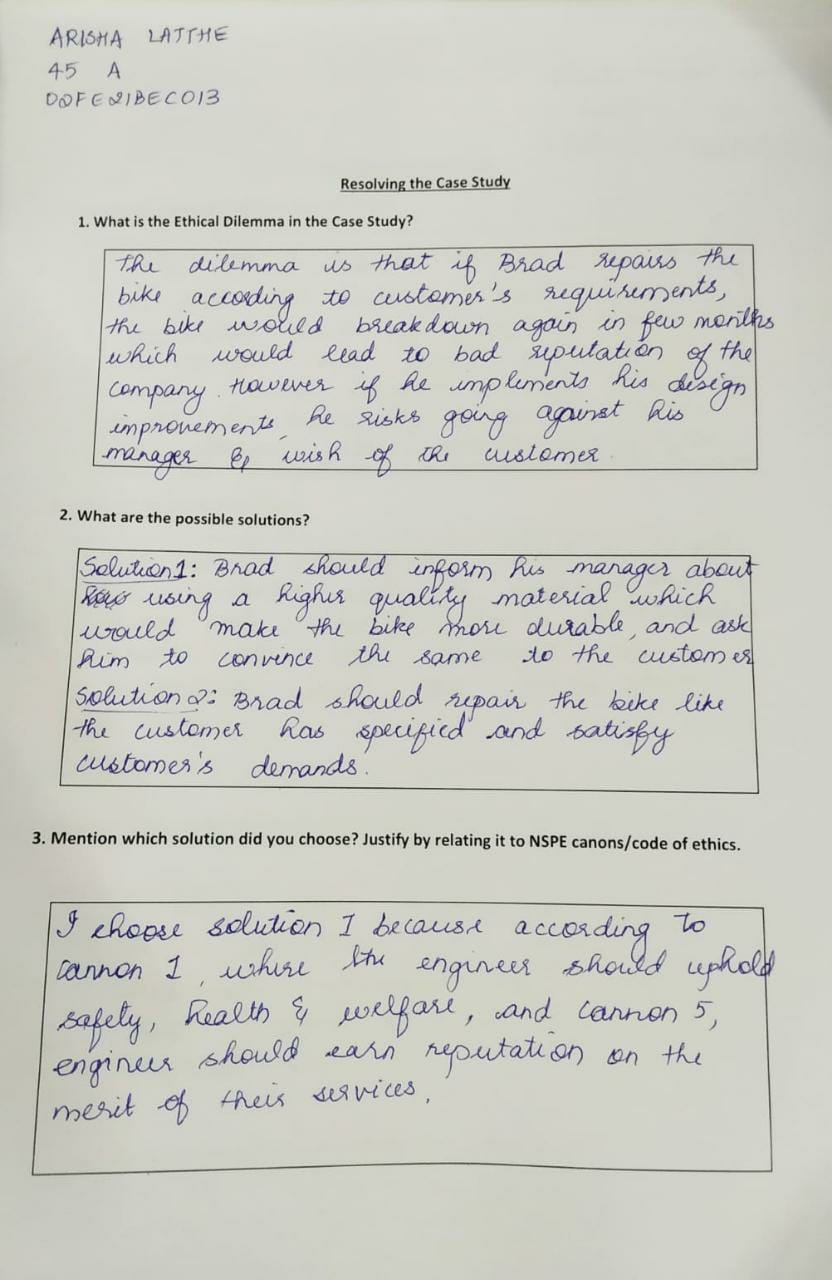 ARISHA LATTHE
45 A
00FE21BEC013
Resolving the Case Study
1. What is the Ethical Dilemma in the Case Study?
The dilemma is that if Brad repairs the
bike according to customer's requirements,
the bike would breakdown again in few months
which would lead to bad reputation of the
company. However if he implements his design
improvements, he risks going against his
manager & wish of the customer.
2. What are the possible solutions?
Solution1: Brad should inform his manager about
using a higher quality material which
would make the bike more durable, and ask
him to convince the same to the customer
Solution 2: Brad should repair the bike like
the customer has specified and satisfy
customer's demands.
3. Mention which solution did you choose? Justify by relating it to NSPE canons/code of ethics.
I choose solution 1 because according to
cannon 1, where the engineer should uphold
safety, health & welfare, and cannon 5,
engineer should earn reputation on the
merit of their services.